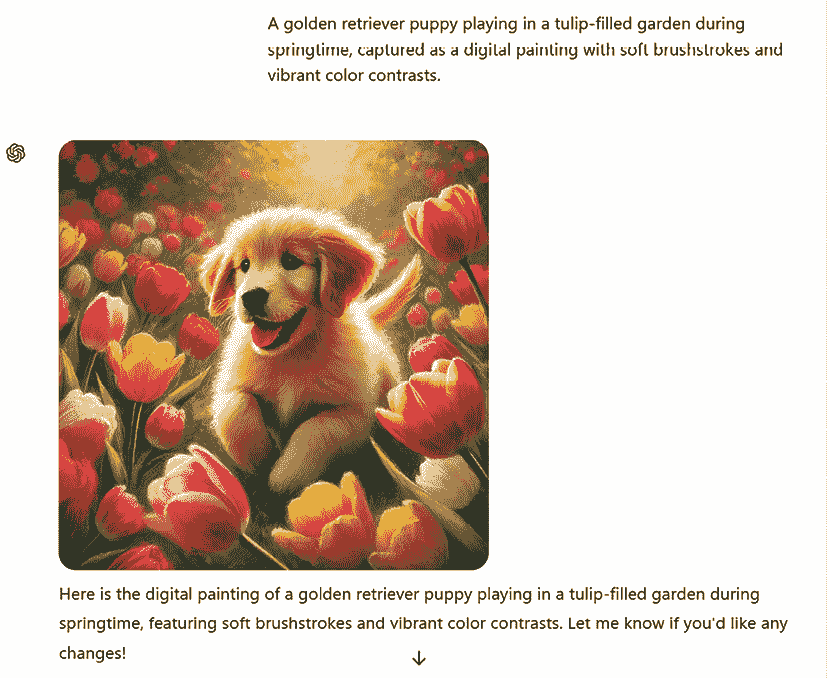 A golden retriever puppy playing in a tulip-filled garden during
springtime, captured as a digital painting with soft brushstrokes and
vibrant color contrasts.
Here is the digital painting of a golden retriever puppy playing in a tulip-filled garden during
springtime, featuring soft brushstrokes and vibrant color contrasts. Let me know if you'd like any
changes!